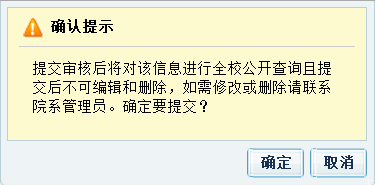 确认提示
提交审核后将对该信息进行全校公开查询且提
交后不可编辑和删除，如需修改或删除请联系
院系管理员。确定要提交？
确定 取消